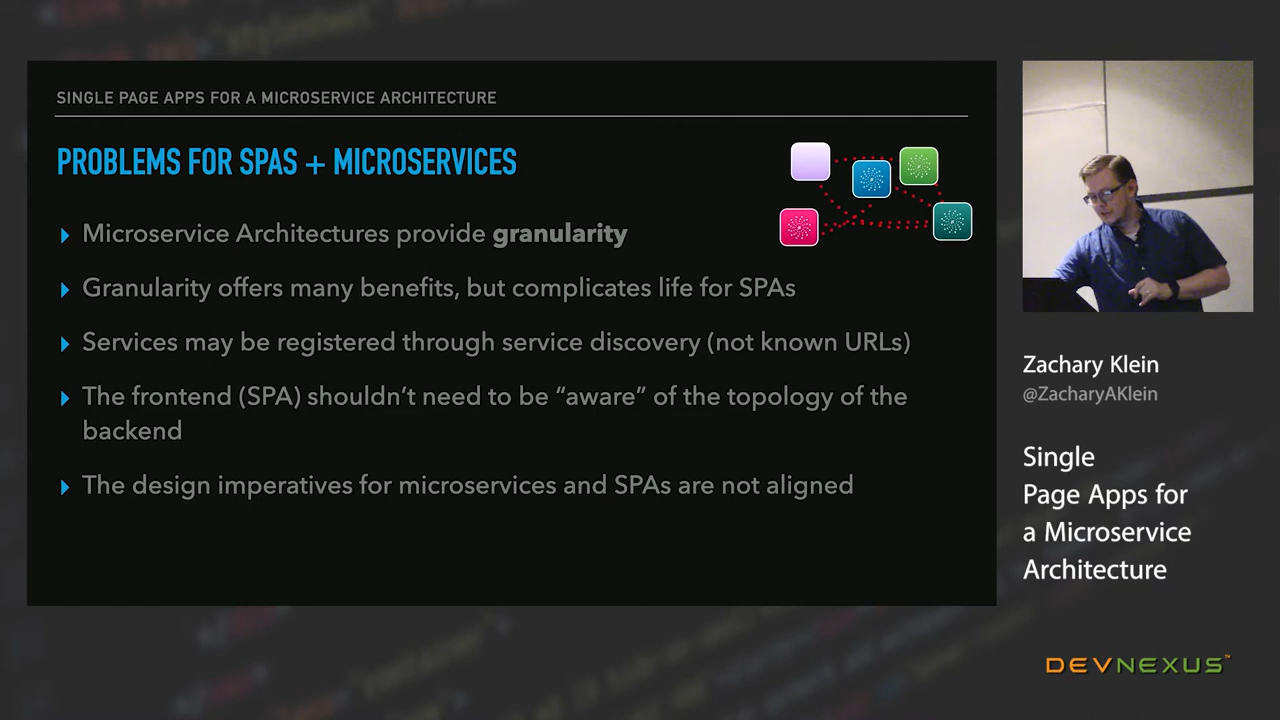 SINGLE PAGE APPS FOR A MICROSERVICE ARCHITECTURE
PROBLEMS FOR SPAS + MICROSERVICES
Microservice Architectures provide granularity
Granularity offers many benefits, but complicates life for SPAs
Services may be registered through service discovery (not known URLs)
The frontend (SPA) shouldn’t need to be “aware” of the topology of the
backend
The design imperatives for microservices and SPAs are not aligned
Zachary Klein
@ZacharyAKlein
Single
Page Apps for
a Microservice
Architecture
DEVNEXUS™